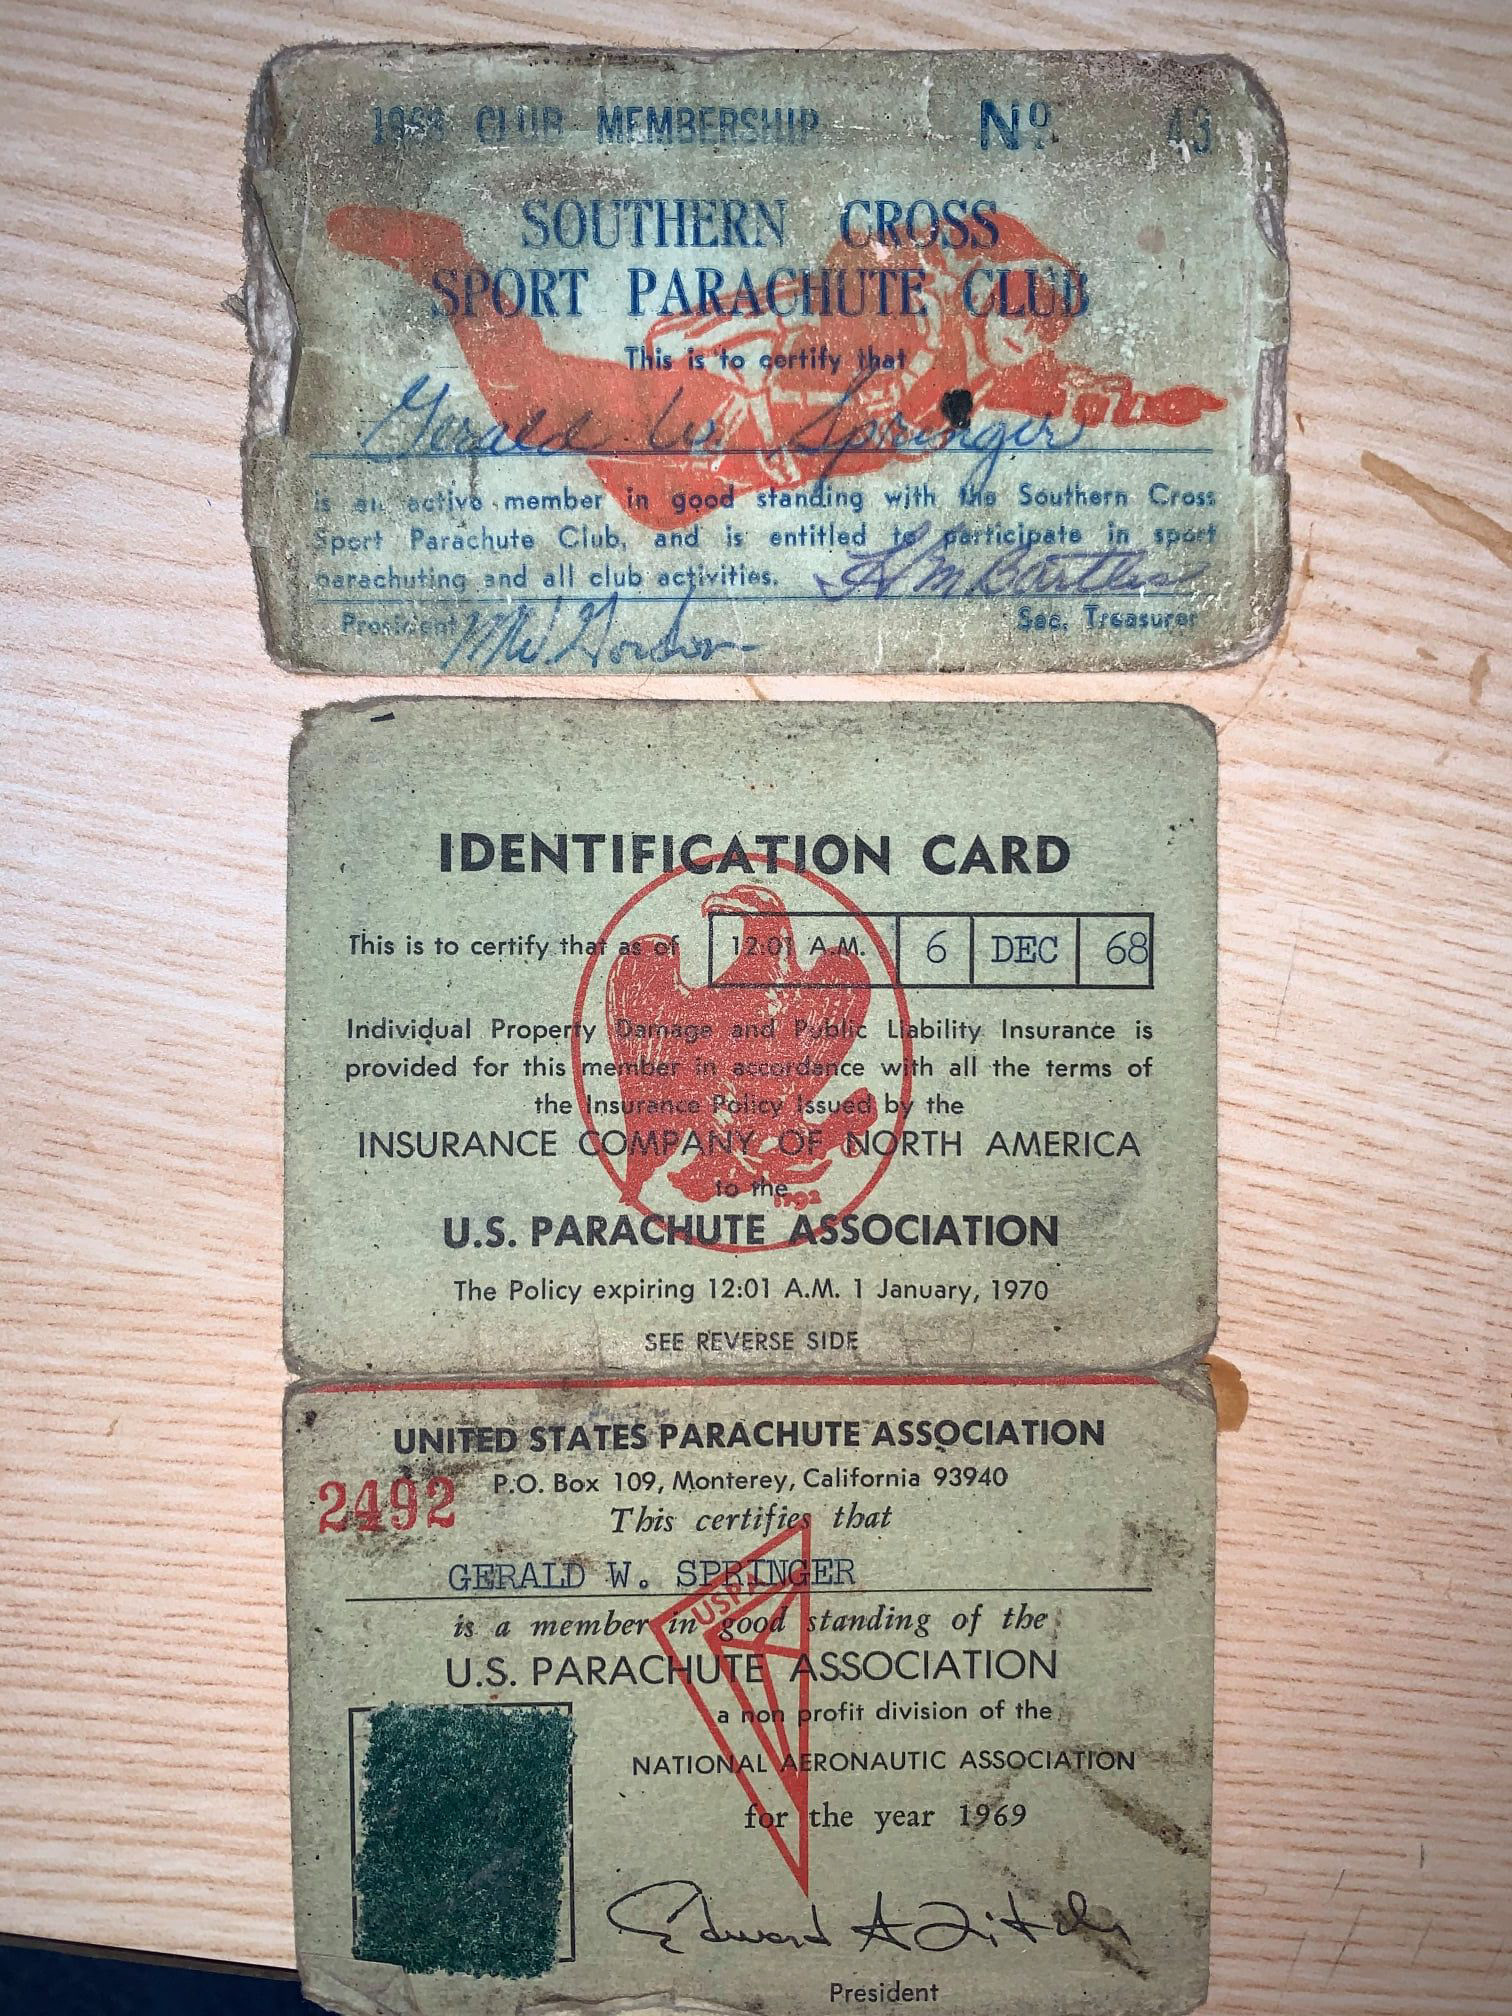 1968 CLUB MEMBERSHIP Nº 43
SOUTHERN CROSS
SPORT PARACHUTE CLUB
This is to certify that
Gerald W. Springer
is an active member in good standing with the Southern Cross
Sport Parachute Club, and is entitled to participate in sport
parachuting and all club activities.
President M.W. Gordon Sec. Treasurer
IDENTIFICATION CARD
This is to certify that as of 12:01 A.M. 6 DEC 68
Individual Property Damage and Public Liability Insurance is
provided for this member in accordance with all the terms of
the Insurance Policy Issued by the
INSURANCE COMPANY OF NORTH AMERICA
to the
1792
U.S. PARACHUTE ASSOCIATION
The Policy expiring 12:01 A.M. 1 January, 1970
SEE REVERSE SIDE
UNITED STATES PARACHUTE ASSOCIATION
P.O. Box 109, Monterey, California 93940
2492
This certifies that
GERALD W. SPRINGER
USPA
is a member in good standing of the
U.S. PARACHUTE ASSOCIATION
a non profit division of the
NATIONAL AERONAUTIC ASSOCIATION
for the year 1969
Edward A.
President